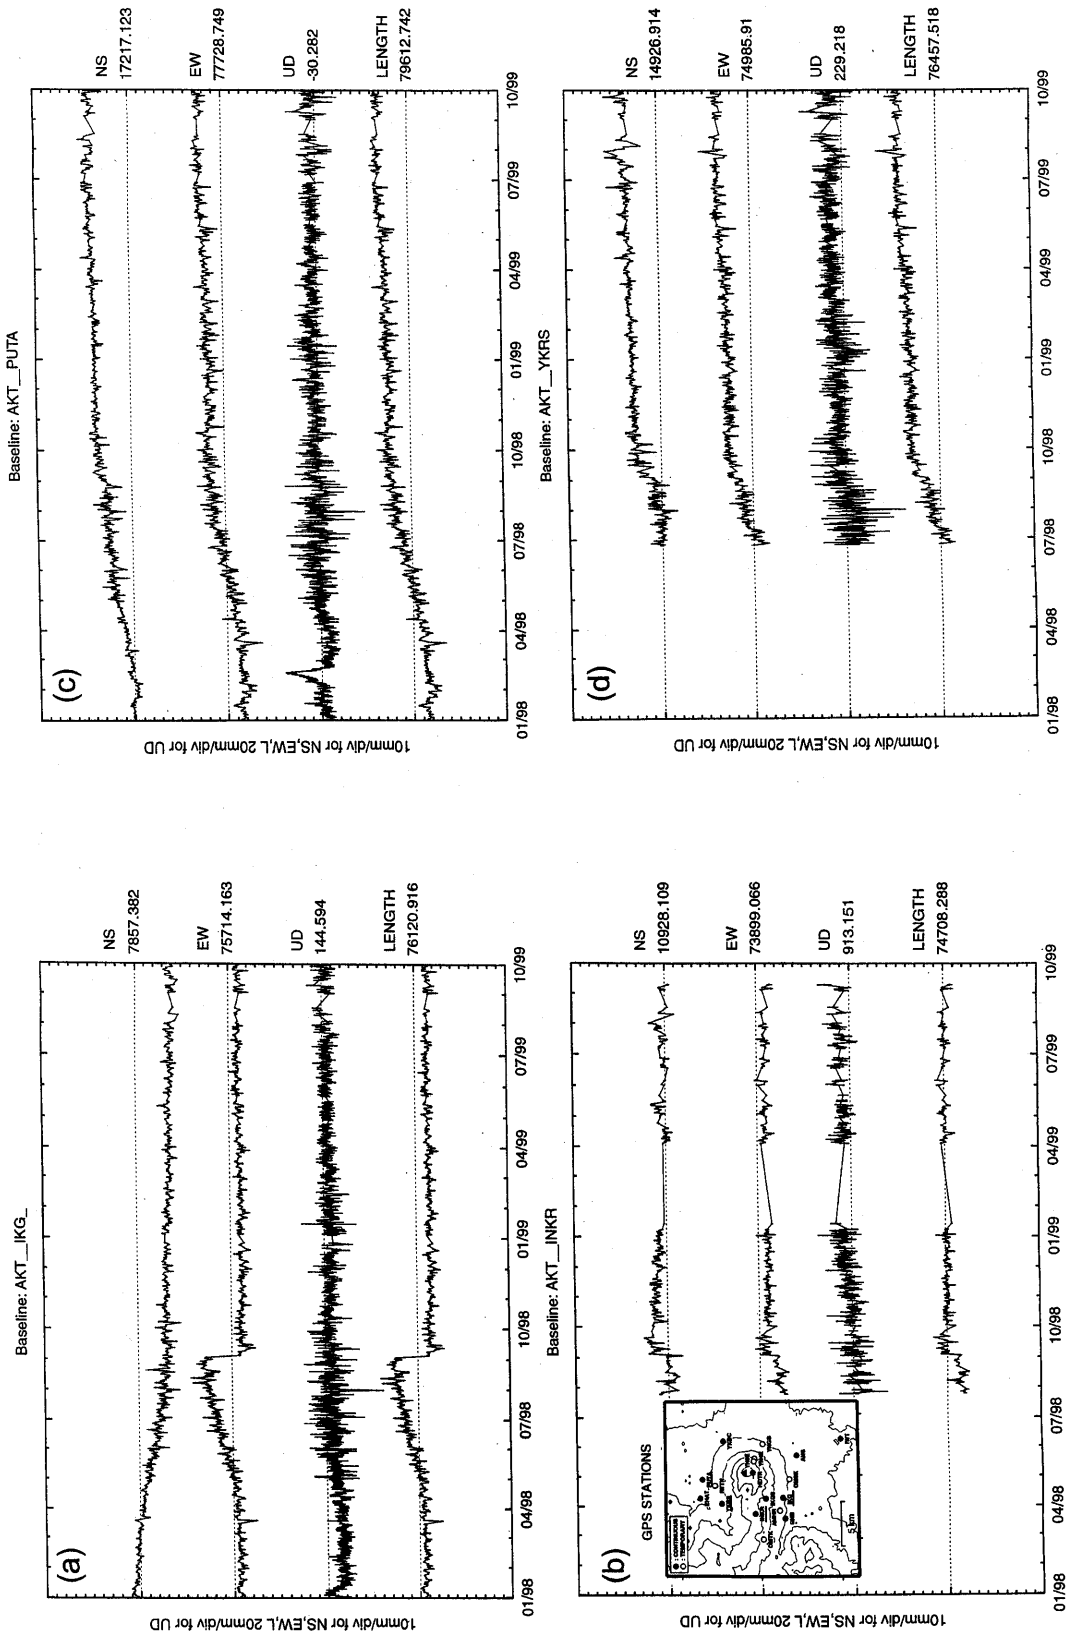 (a)
Baseline: AKT__IKG_
10mm/div for NS,EW,L 20mm/div for UD
NS
7857.382
EW
75714.163
UD
144.594
LENGTH
76120.916
01/98 04/98 07/98 10/98 01/99 04/99 07/99 10/99
(b)
Baseline: AKT__INKR
10mm/div for NS,EW,L 20mm/div for UD
GPS STATIONS
: CONTINUOUS
: TEMPORARY
5 km
NS
10928.109
EW
73899.066
UD
913.151
LENGTH
74708.288
01/98 04/98 07/98 10/98 01/99 04/99 07/99 10/99
(c)
Baseline: AKT__PUTA
10mm/div for NS,EW,L 20mm/div for UD
NS
17217.123
EW
77728.749
UD
-30.282
LENGTH
79612.742
01/98 04/98 07/98 10/98 01/99 04/99 07/99 10/99
(d)
Baseline: AKT__YKRS
10mm/div for NS,EW,L 20mm/div for UD
NS
14926.914
EW
74985.91
UD
229.218
LENGTH
76457.518
01/98 04/98 07/98 10/98 01/99 04/99 07/99 10/99